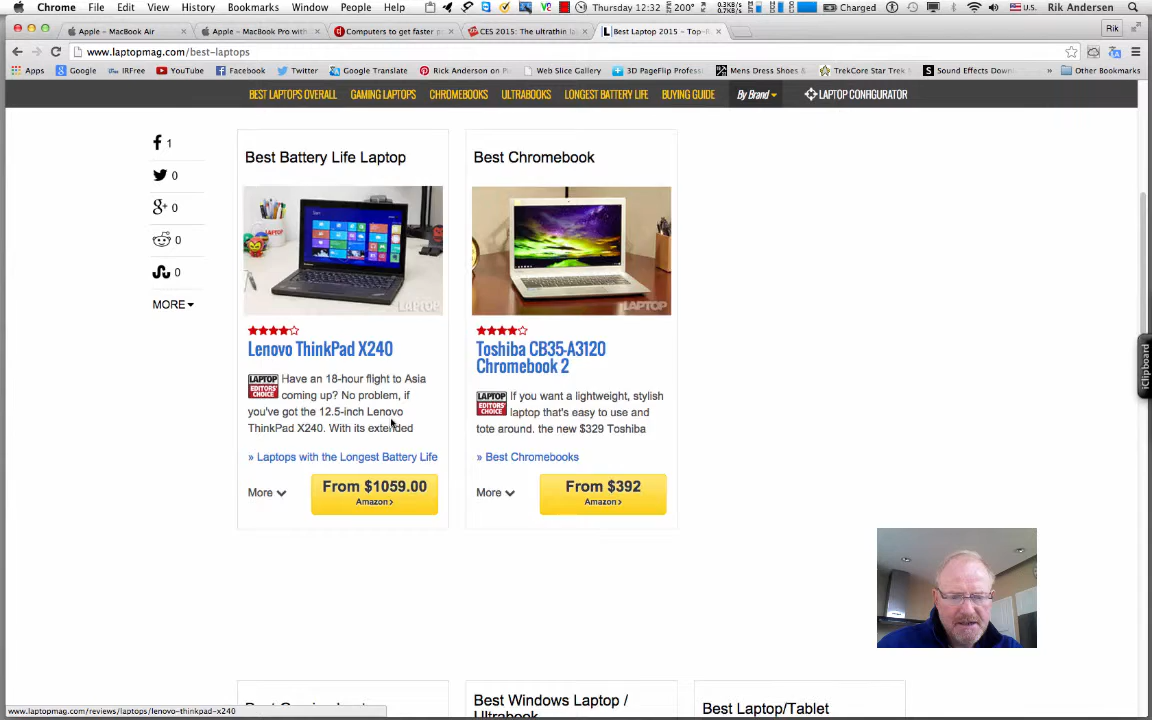 Chrome File Edit View History Bookmarks Window People Help Thursday 12:32 200° 0.3KB/s 0.7KB/s Charged U.S. Rik Andersen
Apple – MacBook Air Apple – MacBook Pro with Computers to get faster p CES 2015: The ultrathin la Best Laptop 2015 – Top-R Rik
www.laptopmag.com/best-laptops
Apps Google IRFree YouTube Facebook Twitter Google Translate Rick Anderson on P Web Slice Gallery 3D PageFlip Profess Mens Dress Shoes & TrekCore Star Trek Sound Effects Down » Other Bookmarks
BEST LAPTOPS OVERALL GAMING LAPTOPS CHROMEBOOKS ULTRABOOKS LONGEST BATTERY LIFE BUYING GUIDE By Brand LAPTOP CONFIGURATOR
1
0
0
0
0
MORE
Best Battery Life Laptop
LAPTOP
Lenovo ThinkPad X240
LAPTOP EDITORS' CHOICE
Have an 18-hour flight to Asia
coming up? No problem, if
you've got the 12.5-inch Lenovo
ThinkPad X240. With its extended
» Laptops with the Longest Battery Life
More
From $1059.00
Amazon
Best Chromebook
LAPTOP
Toshiba CB35-A3120
Chromebook 2
LAPTOP EDITORS' CHOICE
If you want a lightweight, stylish
laptop that's easy to use and
tote around, the new $329 Toshiba
» Best Chromebooks
More
From $392
Amazon
Best Windows Laptop /
Ultrabook
Best Laptop/Tablet
www.laptopmag.com/reviews/laptops/lenovo-thinkpad-x240
iClipboard